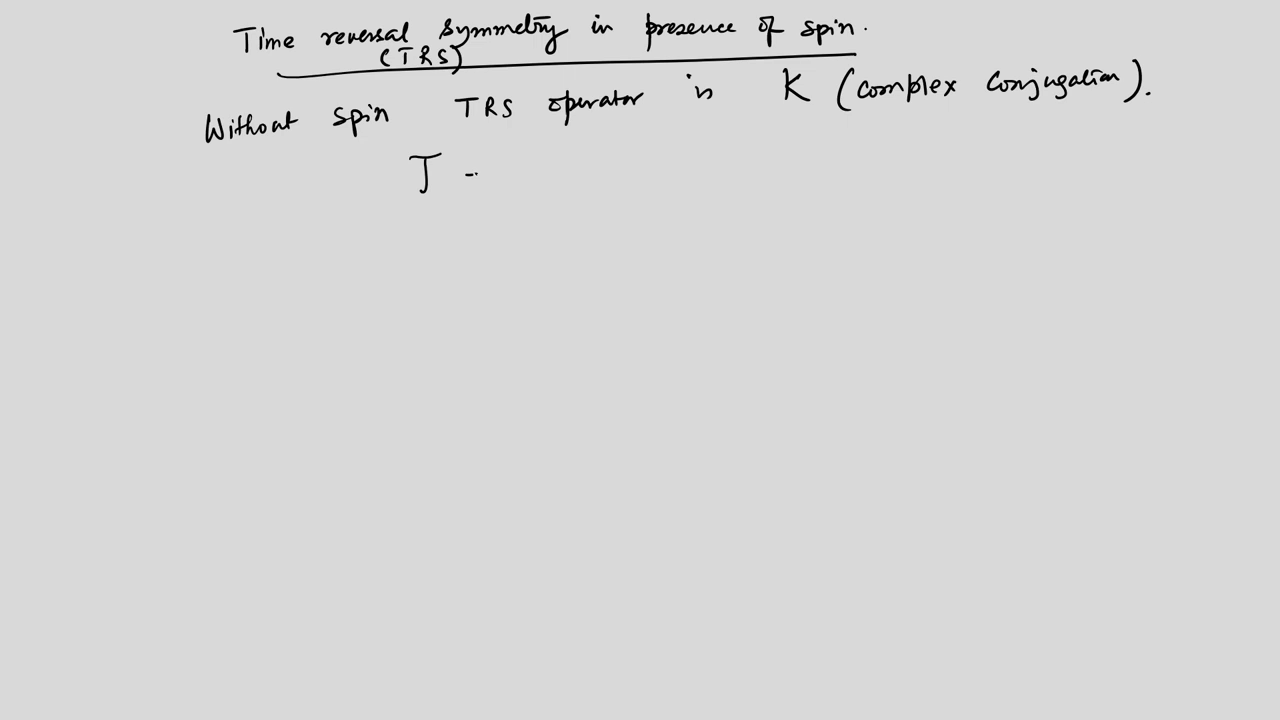 Time reversal symmetry in presence of spin.
(TRS)
Without spin TRS operator is K (complex conjugation).
T -